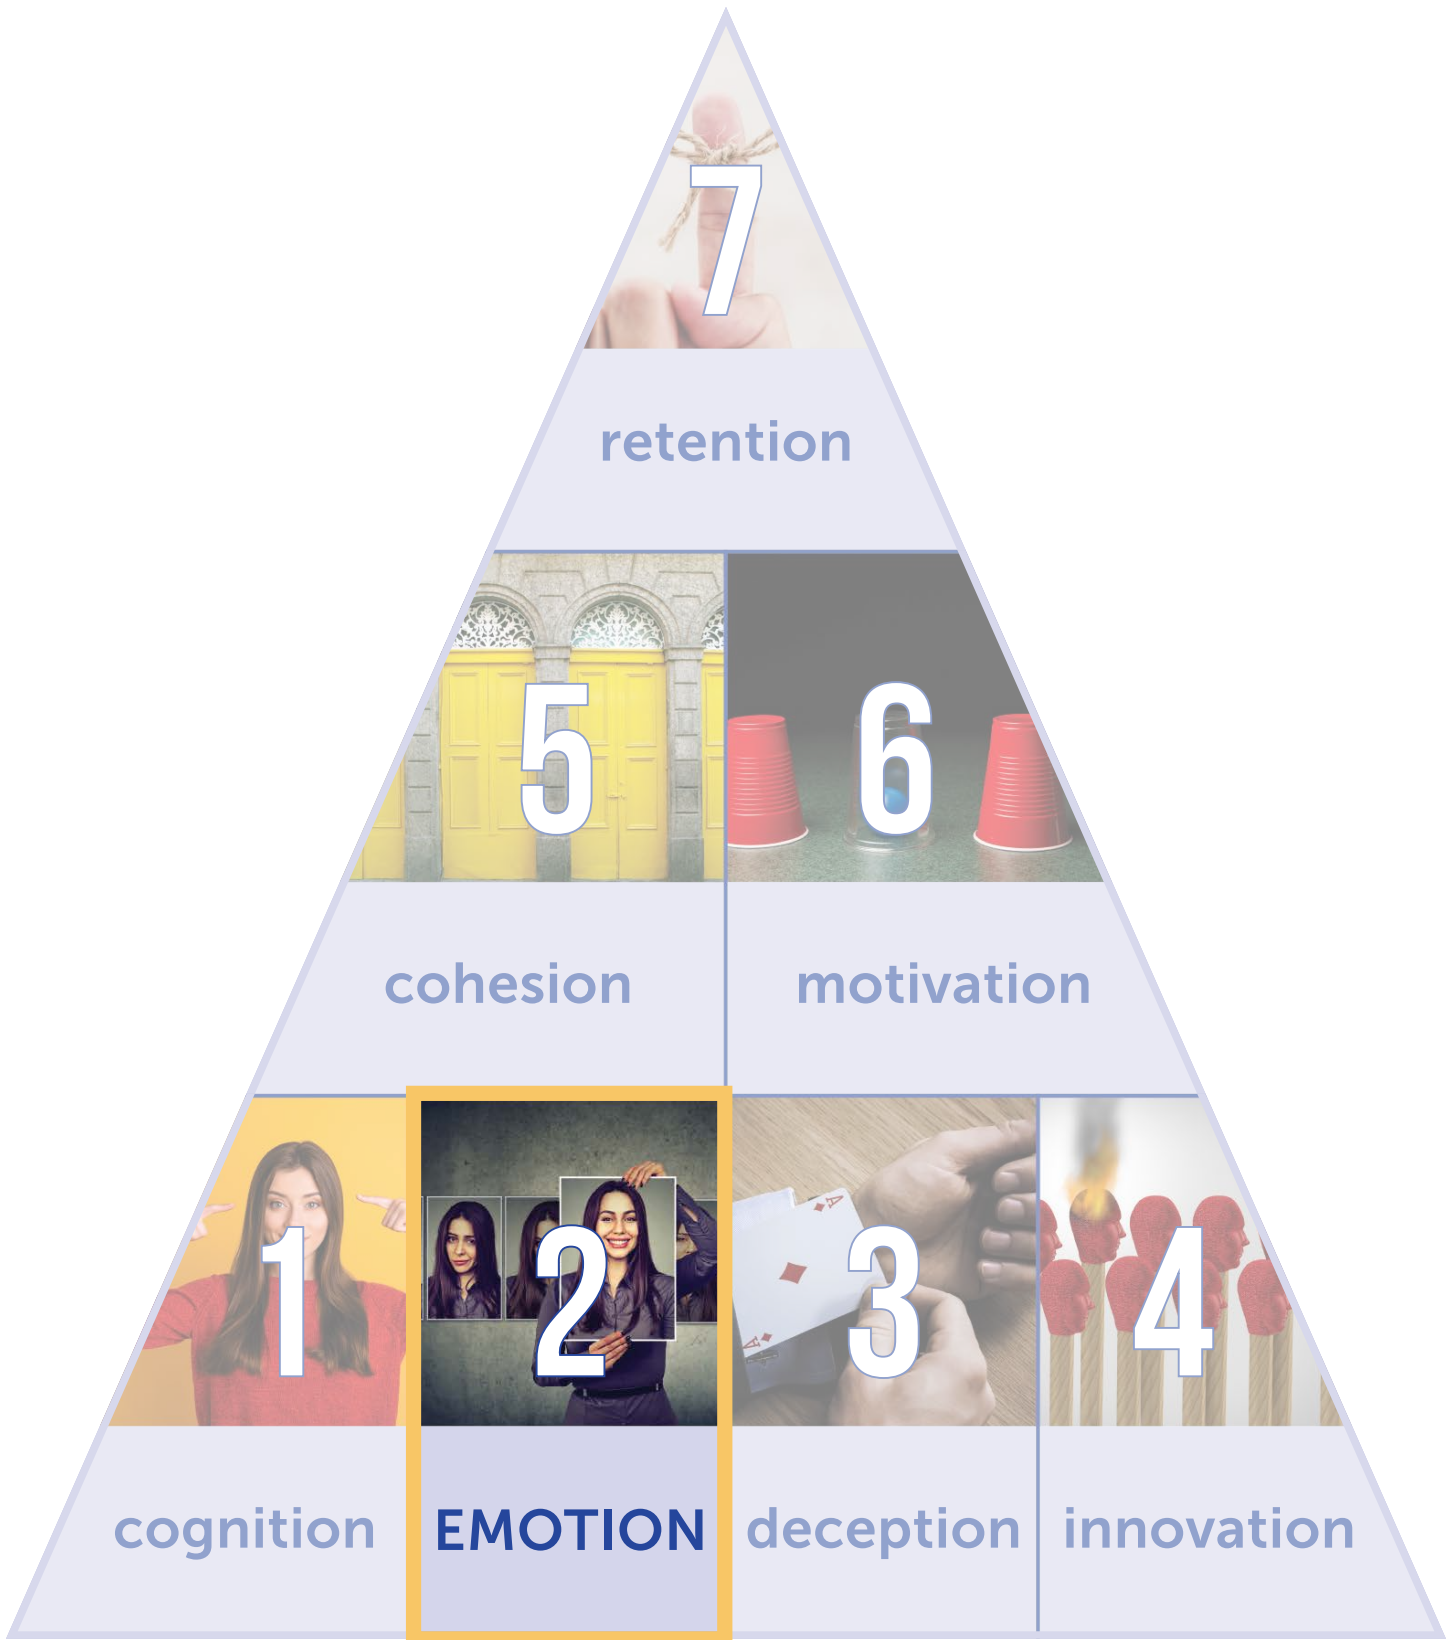 7
retention
5
6
cohesion
motivation
1
2
3
4
cognition
EMOTION
deception
innovation